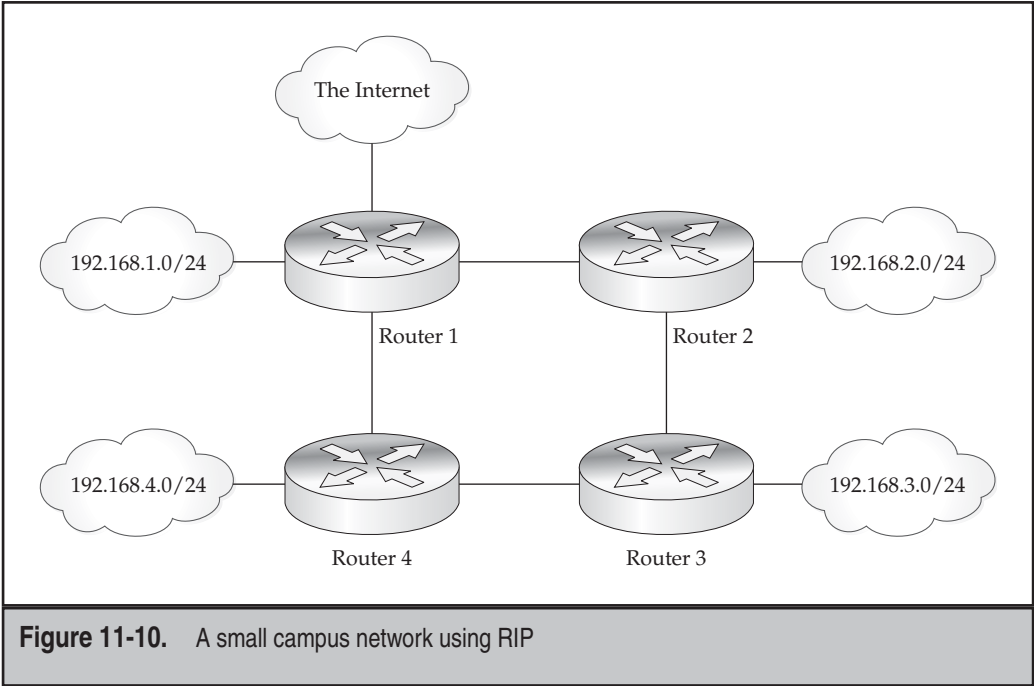 The Internet
192.168.1.0/24
192.168.2.0/24
Router 1
Router 2
192.168.4.0/24
192.168.3.0/24
Router 4
Router 3
Figure 11-10. A small campus network using RIP